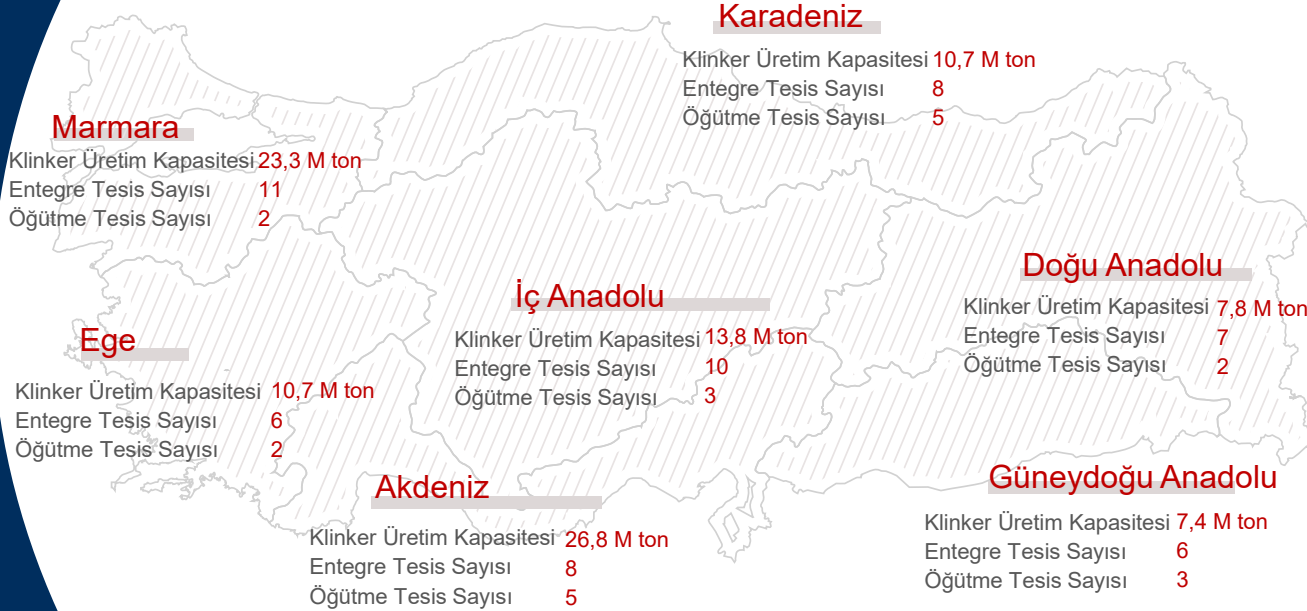 Karadeniz
Klinker Üretim Kapasitesi 10,7 M ton
Entegre Tesis Sayısı 8
Öğütme Tesis Sayısı 5
Marmara
Klinker Üretim Kapasitesi 23,3 M ton
Entegre Tesis Sayısı 11
Öğütme Tesis Sayısı 2
Doğu Anadolu
Klinker Üretim Kapasitesi 7,8 M ton
Entegre Tesis Sayısı 7
Öğütme Tesis Sayısı 2
İç Anadolu
Klinker Üretim Kapasitesi 13,8 M ton
Entegre Tesis Sayısı 10
Öğütme Tesis Sayısı 3
Ege
Klinker Üretim Kapasitesi 10,7 M ton
Entegre Tesis Sayısı 6
Öğütme Tesis Sayısı 2
Akdeniz
Klinker Üretim Kapasitesi 26,8 M ton
Entegre Tesis Sayısı 8
Öğütme Tesis Sayısı 5
Güneydoğu Anadolu
Klinker Üretim Kapasitesi 7,4 M ton
Entegre Tesis Sayısı 6
Öğütme Tesis Sayısı 3